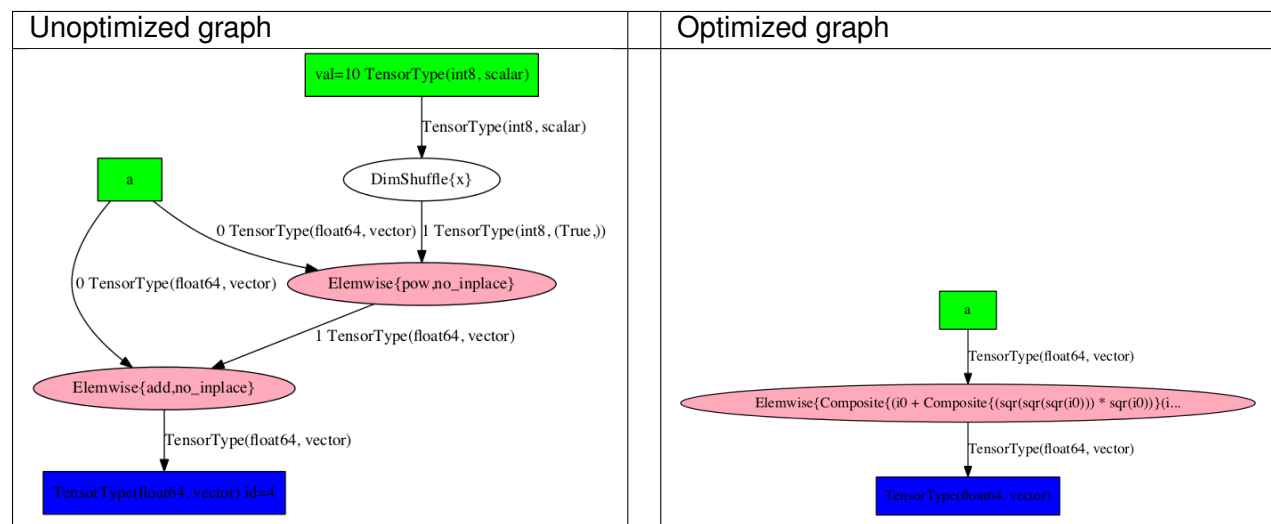 Unoptimized graph
Optimized graph
val=10 TensorType(int8, scalar)
TensorType(int8, scalar)
a
DimShuffle{x}
0 TensorType(float64, vector)
1 TensorType(int8, (True,))
0 TensorType(float64, vector)
Elemwise{pow,no_inplace}
1 TensorType(float64, vector)
Elemwise{add,no_inplace}
TensorType(float64, vector)
TensorType(float64, vector) id=4
a
TensorType(float64, vector)
Elemwise{Composite{(i0 + Composite{(sqr(sqr(sqr(i0))) * sqr(i0))}(i...
TensorType(float64, vector)
TensorType(float64, vector)